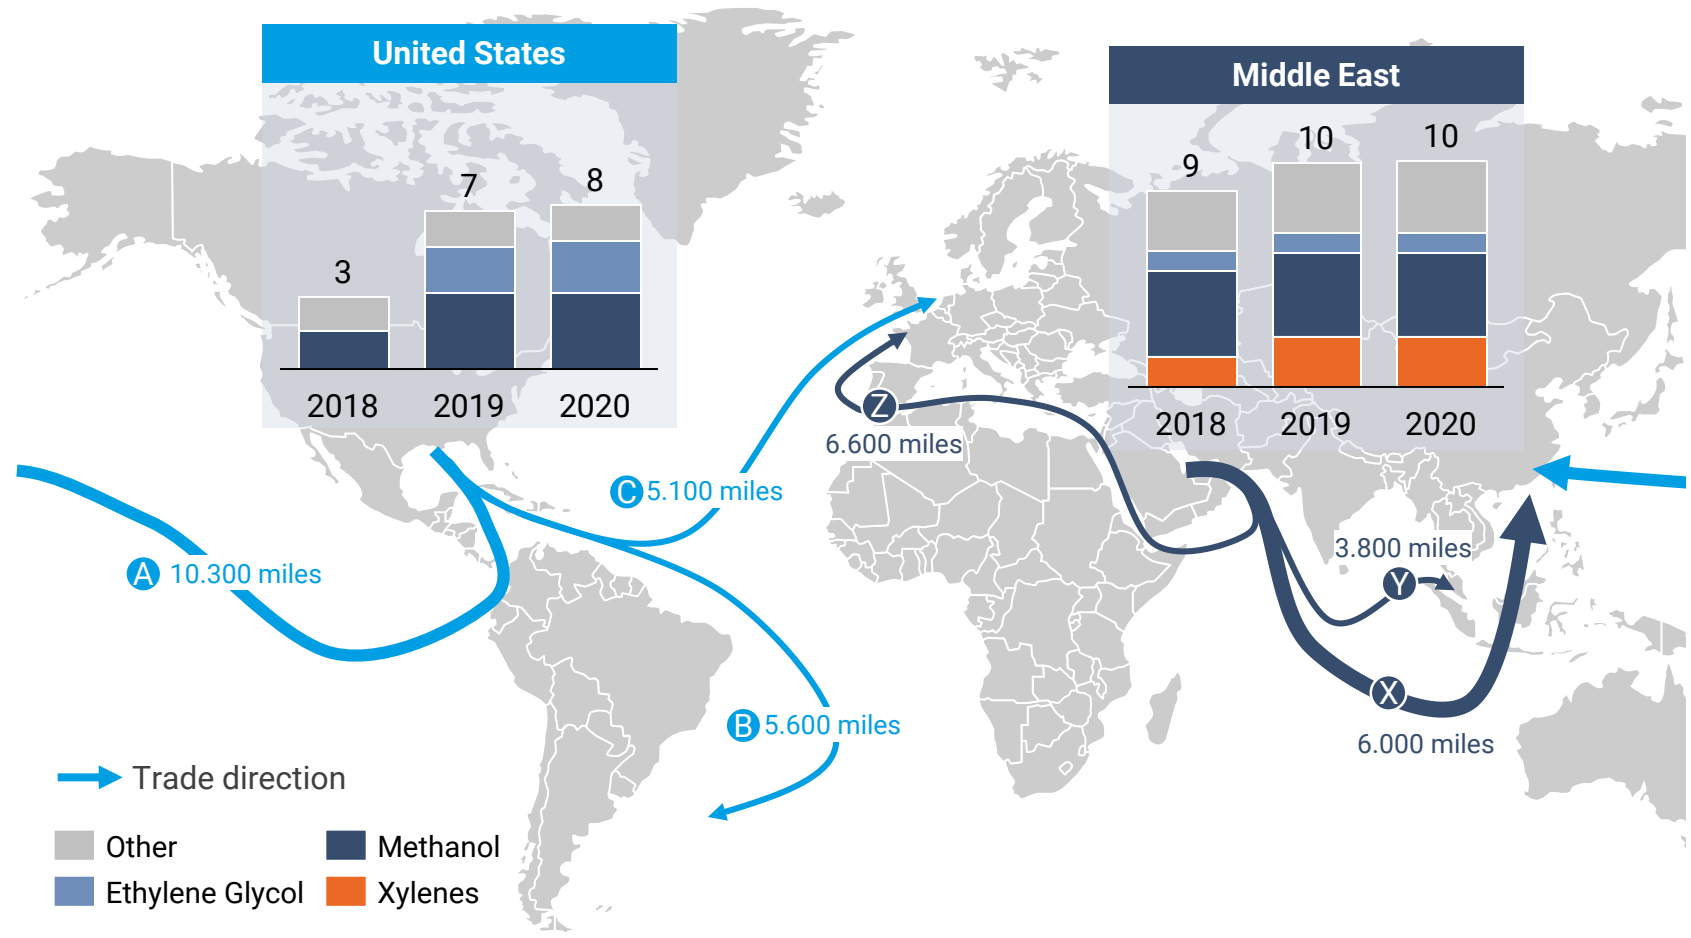 United States
3
7
8
2018 2019 2020
Middle East
9
10
10
2018 2019 2020
Z
6.600 miles
C 5.100 miles
A 10.300 miles
3.800 miles
Y
X
6.000 miles
B 5.600 miles
Trade direction
Other
Methanol
Ethylene Glycol
Xylenes